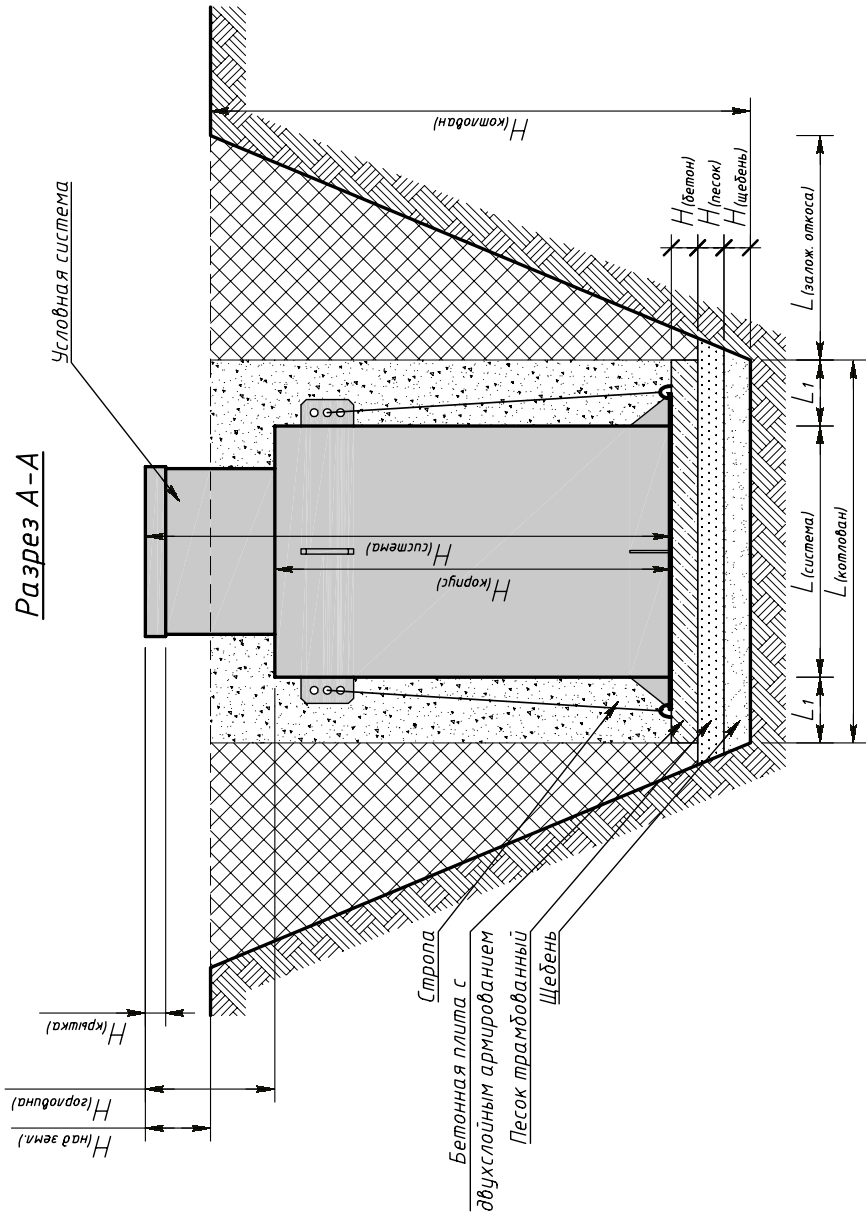 Разрез А-А
Условная система
H(котлован)
H(бетон)
H(песок)
H(щебень)
L(залож. откоса)
H(система)
H(корпус)
L1
L(система)
L1
L(котлован)
Стропа
Бетонная плита с
двухслойным армированием
Песок трамбованный
Щебень
H(крышка)
H(горловина)
H(над земл.)